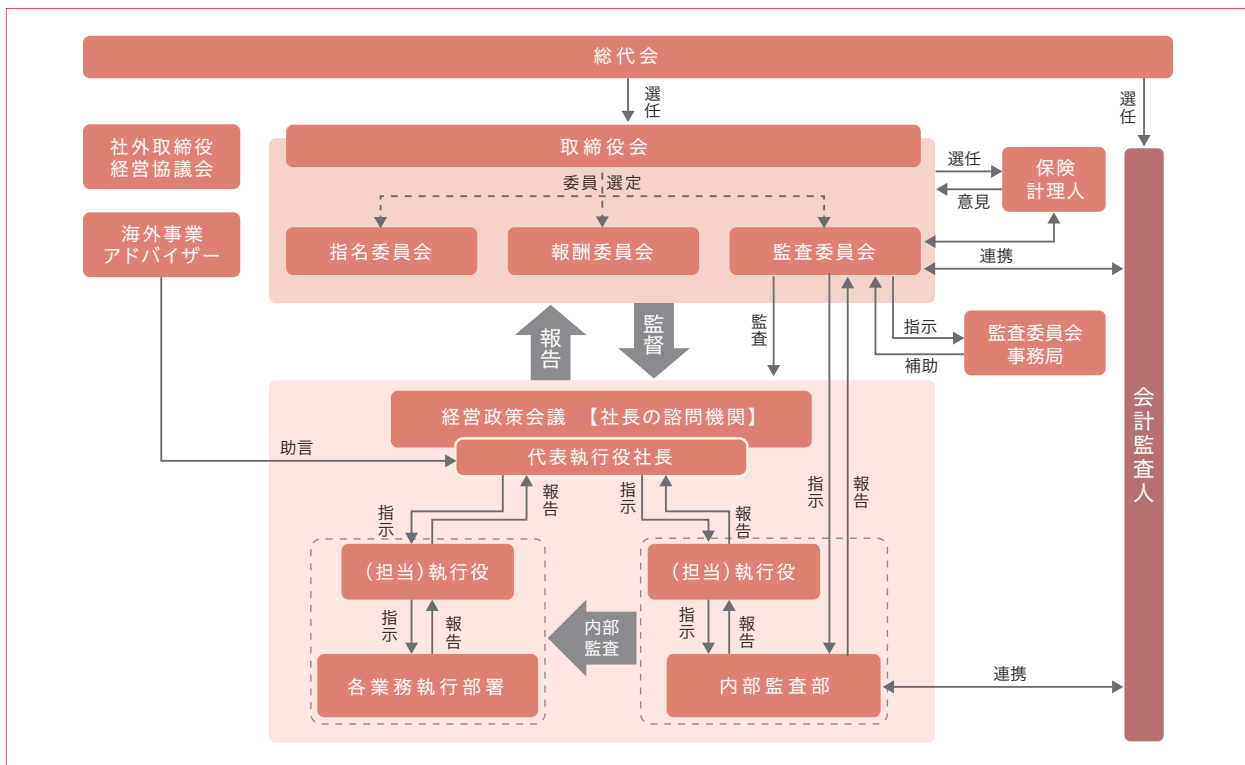 総代会
選任
選任
社外取締役
経営協議会
取締役会
委員 選定
選任
意見
保険
計理人
海外事業
アドバイザー
指名委員会
報酬委員会
監査委員会
連携
報告
監督
監査
指示
補助
監査委員会
事務局
会計監査人
経営政策会議 【社長の諮問機関】
代表執行役社長
助言
指示
報告
指示
報告
指示
報告
(担当)執行役
(担当)執行役
指示
報告
内部
監査
指示
報告
各業務執行部署
内部監査部
連携